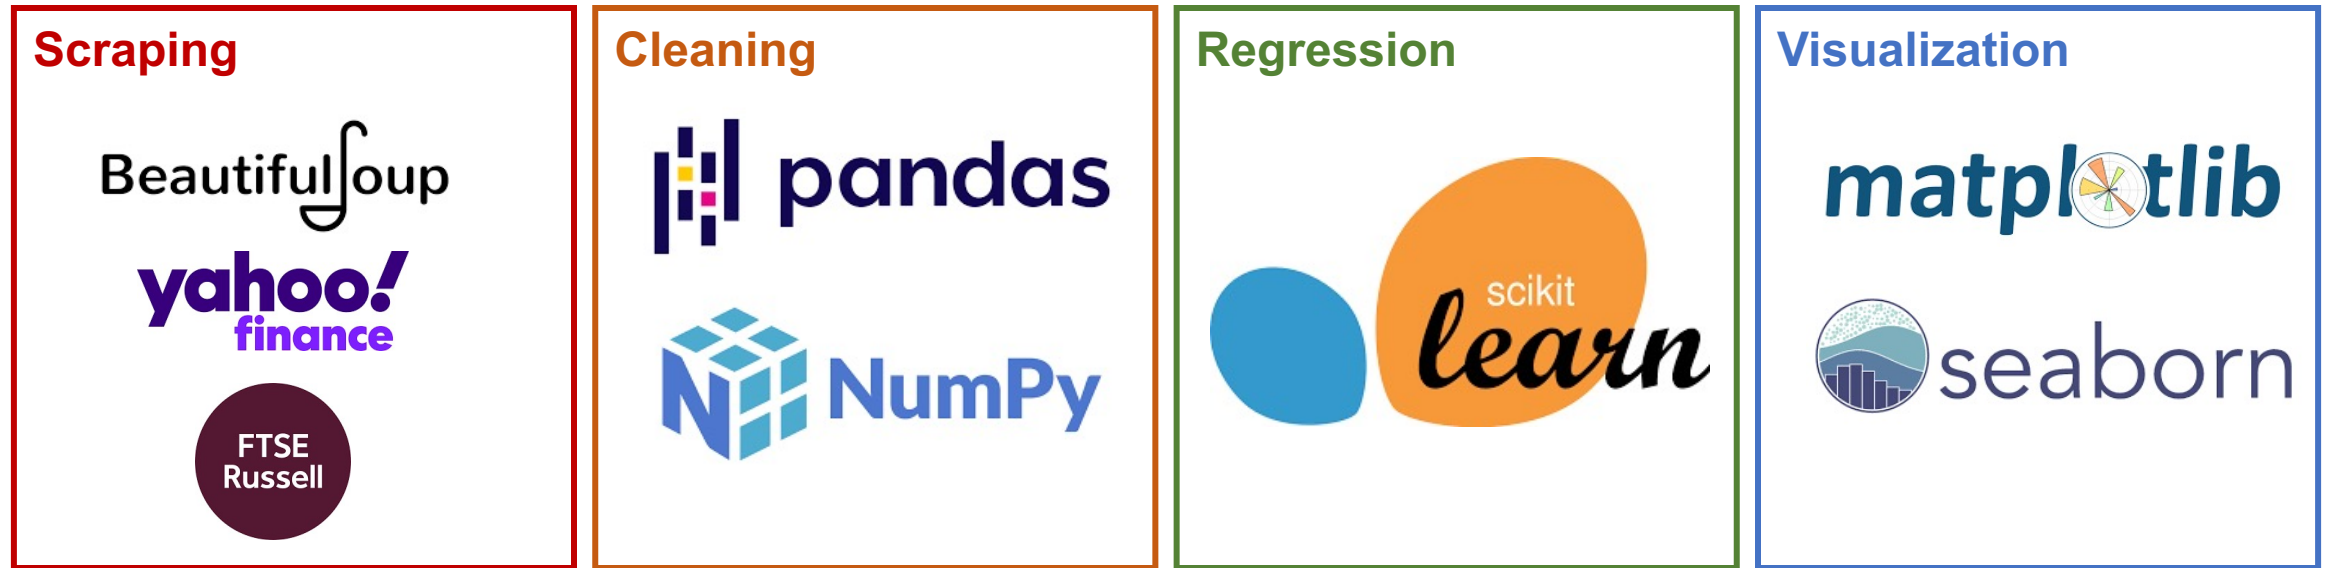 Scraping
BeautifulSoup
yahoo!
finance
FTSE
Russell
Cleaning
pandas
NumPy
Regression
scikit
learn
Visualization
matplotlib
seaborn